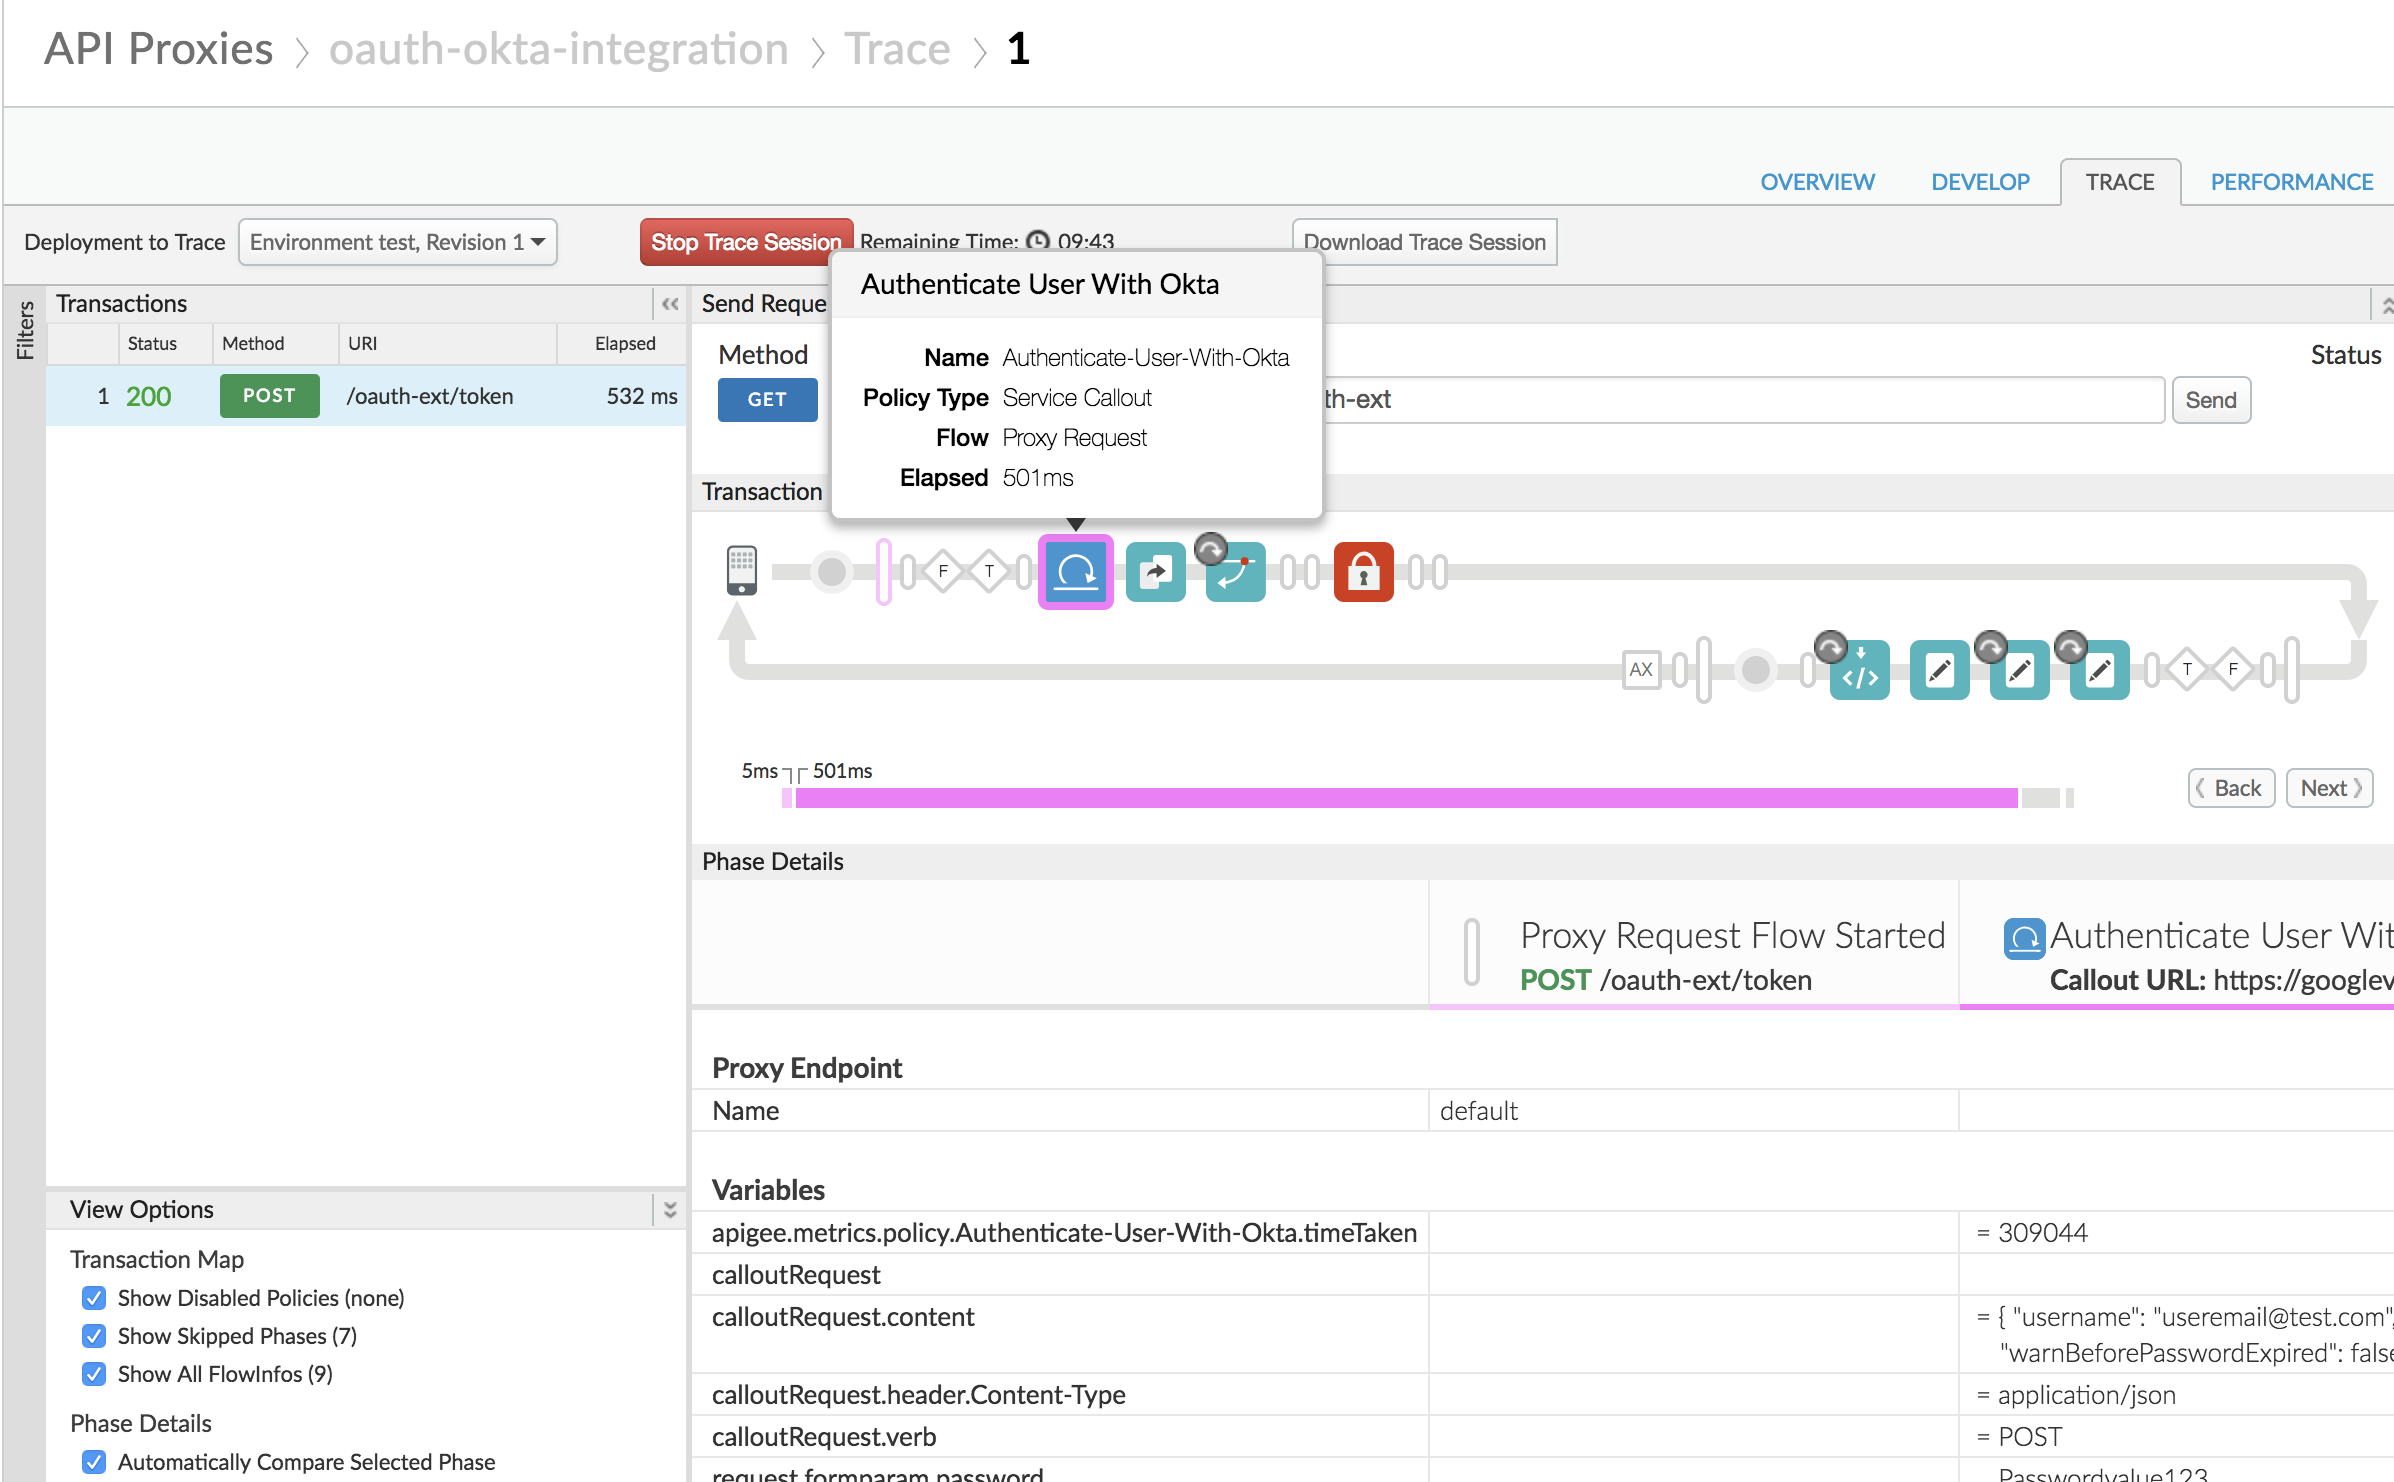 API Proxies > oauth-okta-integration > Trace > 1
OVERVIEW DEVELOP TRACE PERFORMANCE
Deployment to Trace Environment test, Revision 1 Stop Trace Session Remaining Time: 09:43 Download Trace Session
Filters
Transactions
Status Method URI Elapsed
1 200 POST /oauth-ext/token 532 ms
Send Reque
Method Status
GET th-ext Send
Authenticate User With Okta
Name Authenticate-User-With-Okta
Policy Type Service Callout
Flow Proxy Request
Elapsed 501ms
Transaction
F T
AX </> T F
5ms 501ms
Back Next
Phase Details
Proxy Request Flow Started
POST /oauth-ext/token
Authenticate User Wit
Callout URL: https://googlev
Proxy Endpoint
Name default
Variables
apigee.metrics.policy.Authenticate-User-With-Okta.timeTaken = 309044
calloutRequest
calloutRequest.content = { "username": "useremail@test.com",
"warnBeforePasswordExpired": false
calloutRequest.header.Content-Type = application/json
calloutRequest.verb = POST
request.formparam.password Passwordvalue123
View Options
Transaction Map
Show Disabled Policies (none)
Show Skipped Phases (7)
Show All FlowInfos (9)
Phase Details
Automatically Compare Selected Phase